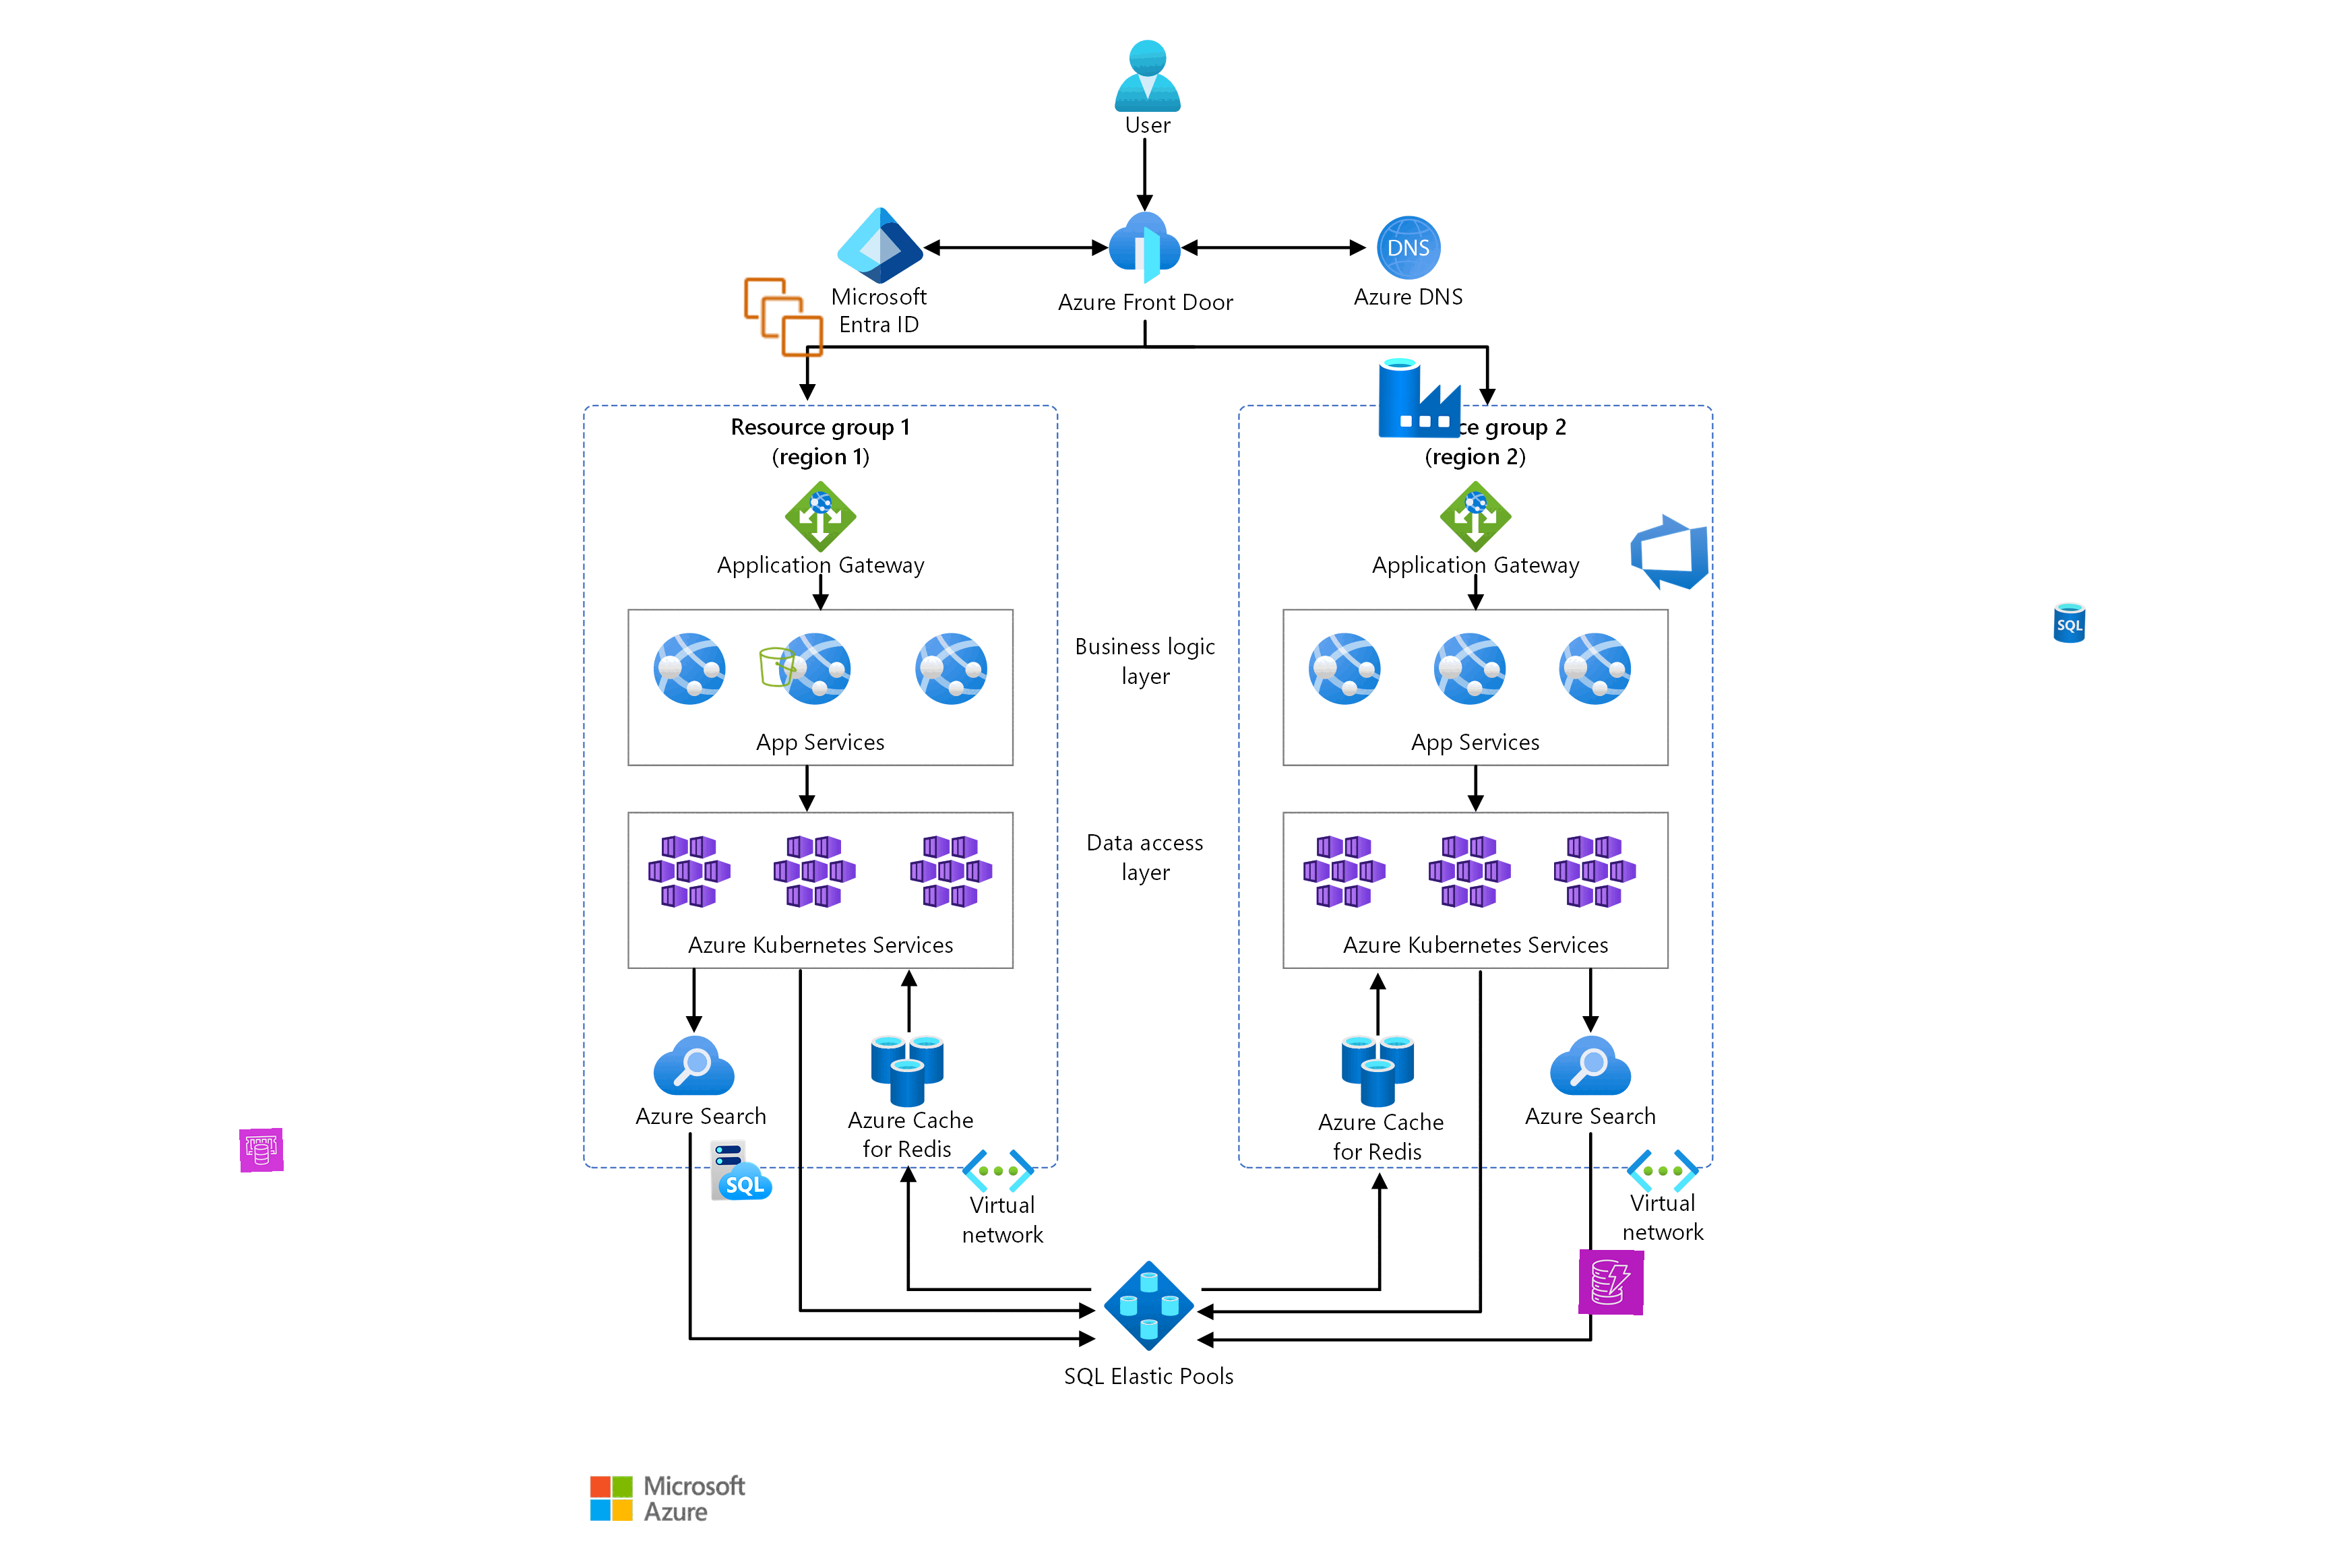 User
DNS
Microsoft
Entra ID
Azure Front Door
Azure DNS
Resource group 1
(region 1)
ce group 2
(region 2)
Application Gateway
Application Gateway
SQL
Business logic
layer
App Services
App Services
Data access
layer
Azure Kubernetes Services
Azure Kubernetes Services
Azure Search
Azure Cache
for Redis
Azure Cache
for Redis
Azure Search
SQL
Virtual
network
Virtual
network
SQL Elastic Pools
Microsoft
Azure